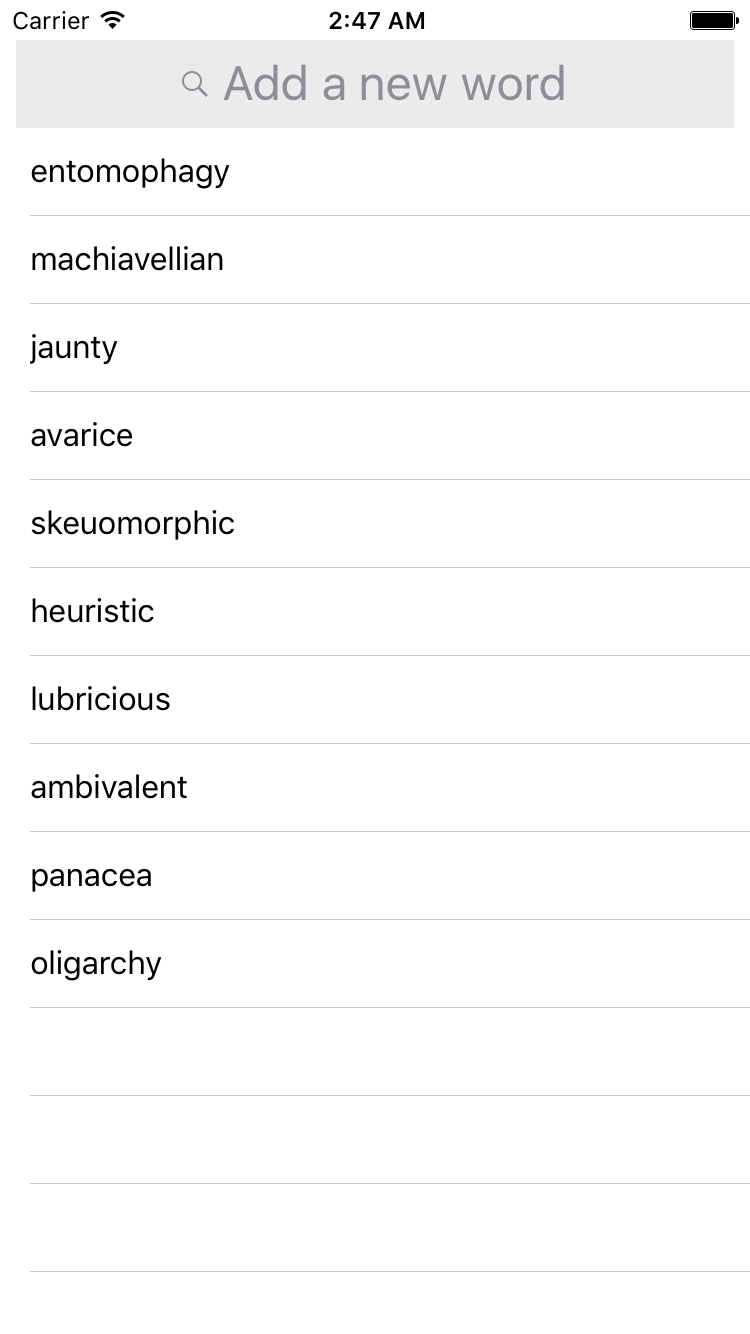 Carrier 2:47 AM
Add a new word
entomophagy
machiavellian
jaunty
avarice
skeuomorphic
heuristic
lubricious
ambivalent
panacea
oligarchy